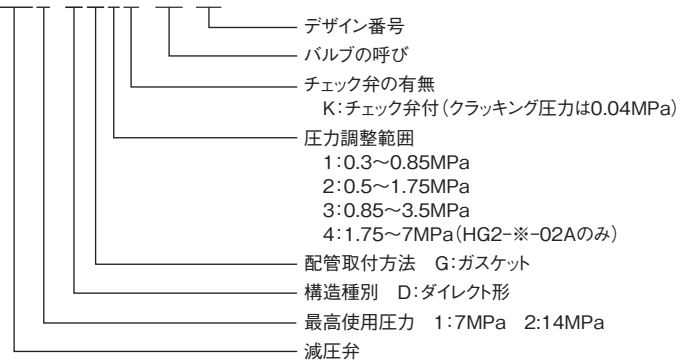 デザイン番号
バルブの呼び
チェック弁の有無
K:チェック弁付(クラッキング圧力は0.04MPa)
圧力調整範囲
1:0.3〜0.85MPa
2:0.5〜1.75MPa
3:0.85〜3.5MPa
4:1.75〜7MPa(HG2-※-02Aのみ)
配管取付方法 G:ガスケット
構造種別 D:ダイレクト形
最高使用圧力 1:7MPa 2:14MPa
減圧弁